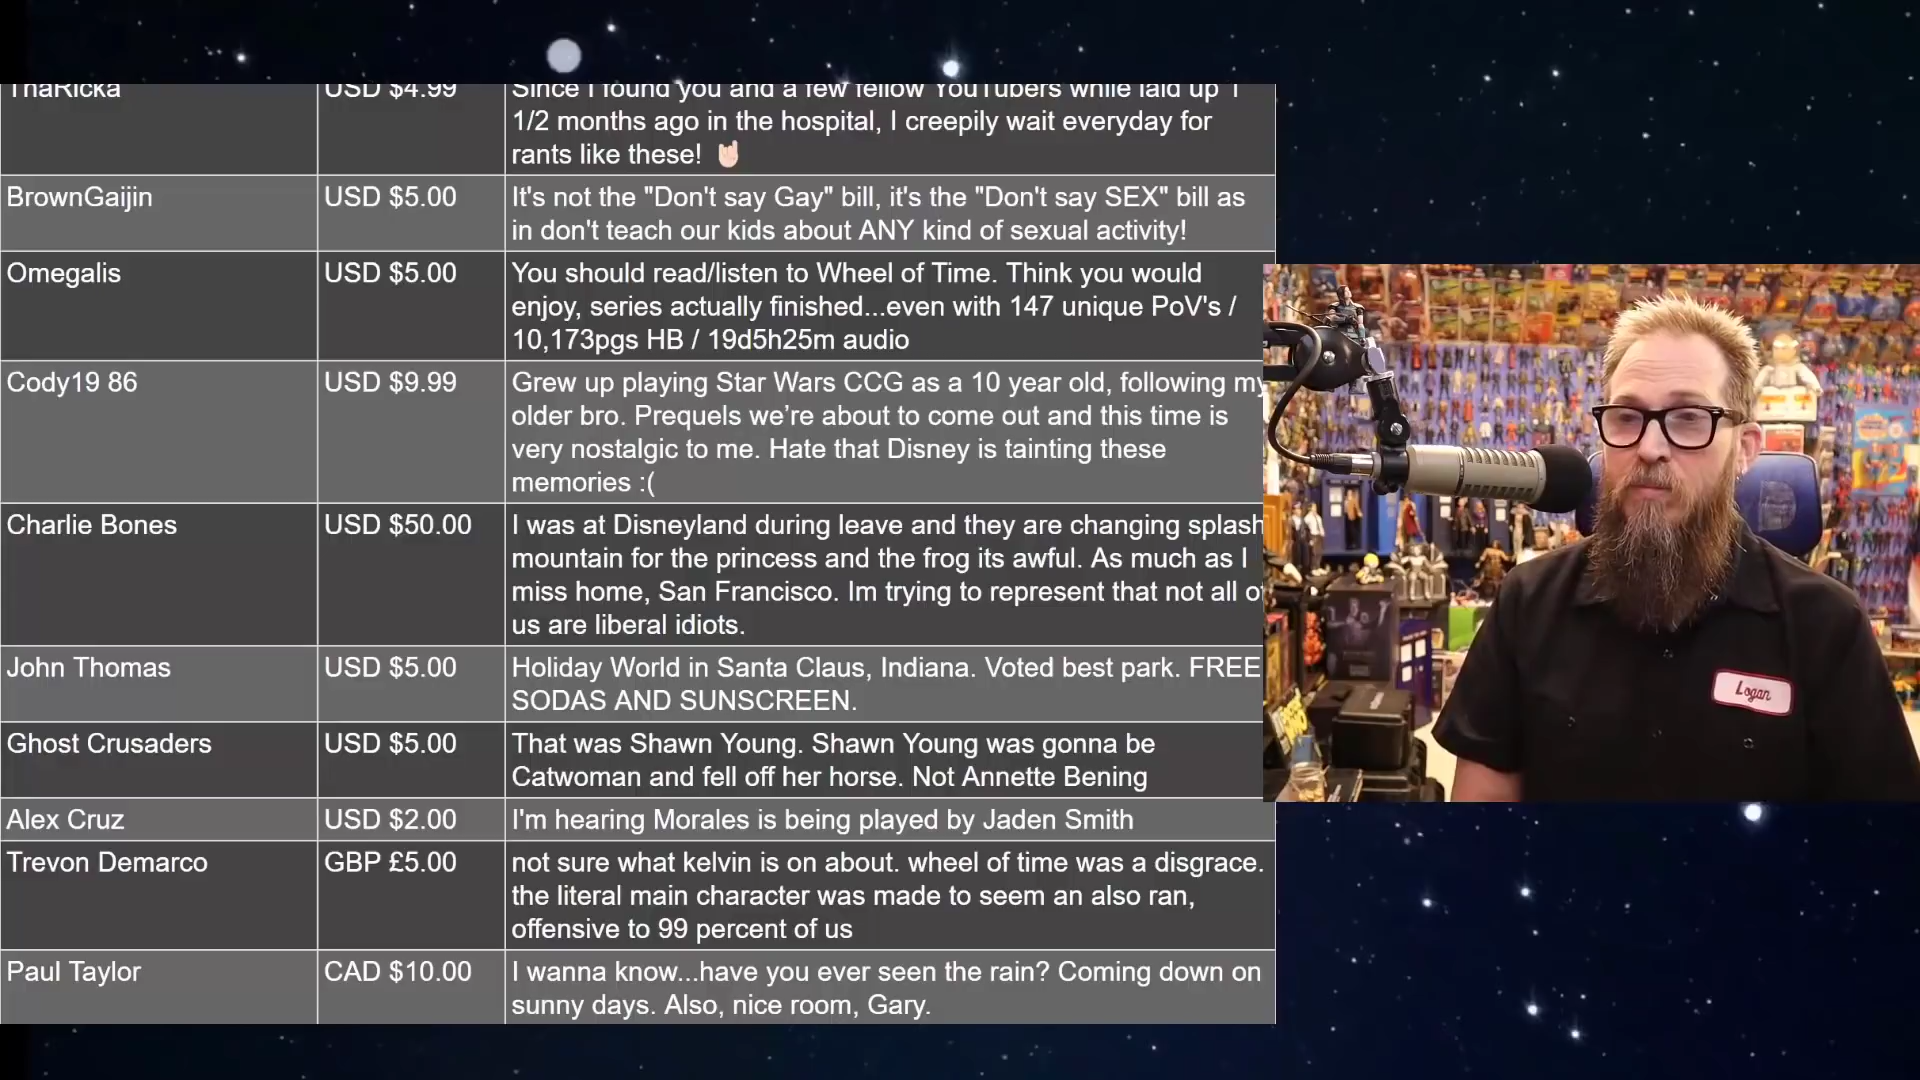 ThaRicka USD $4.99 Since I found you and a few fellow YouTubers while laid up 1
1/2 months ago in the hospital, I creepily wait everyday for
rants like these! 🤘🏻
BrownGaijin USD $5.00 It's not the "Don't say Gay" bill, it's the "Don't say SEX" bill as
in don't teach our kids about ANY kind of sexual activity!
Omegalis USD $5.00 You should read/listen to Wheel of Time. Think you would
enjoy, series actually finished...even with 147 unique PoV's /
10,173pgs HB / 19d5h25m audio
Cody19 86 USD $9.99 Grew up playing Star Wars CCG as a 10 year old, following my
older bro. Prequels we’re about to come out and this time is
very nostalgic to me. Hate that Disney is tainting these
memories :(
Charlie Bones USD $50.00 I was at Disneyland during leave and they are changing splash
mountain for the princess and the frog its awful. As much as I
miss home, San Francisco. Im trying to represent that not all of
us are liberal idiots.
John Thomas USD $5.00 Holiday World in Santa Claus, Indiana. Voted best park. FREE
SODAS AND SUNSCREEN.
Ghost Crusaders USD $5.00 That was Shawn Young. Shawn Young was gonna be
Catwoman and fell off her horse. Not Annette Bening
Alex Cruz USD $2.00 I'm hearing Morales is being played by Jaden Smith
Trevon Demarco GBP £5.00 not sure what kelvin is on about. wheel of time was a disgrace.
the literal main character was made to seem an also ran,
offensive to 99 percent of us
Paul Taylor CAD $10.00 I wanna know...have you ever seen the rain? Coming down on
sunny days. Also, nice room, Gary.
Logan